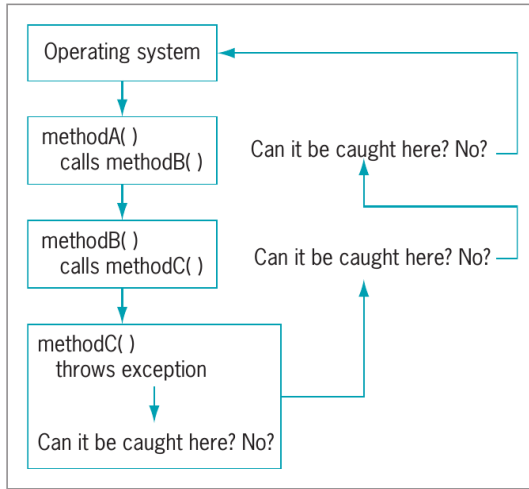 Operating system
methodA( )
calls methodB( )
methodB( )
calls methodC( )
methodC( )
throws exception
Can it be caught here? No?
Can it be caught here? No?
Can it be caught here? No?